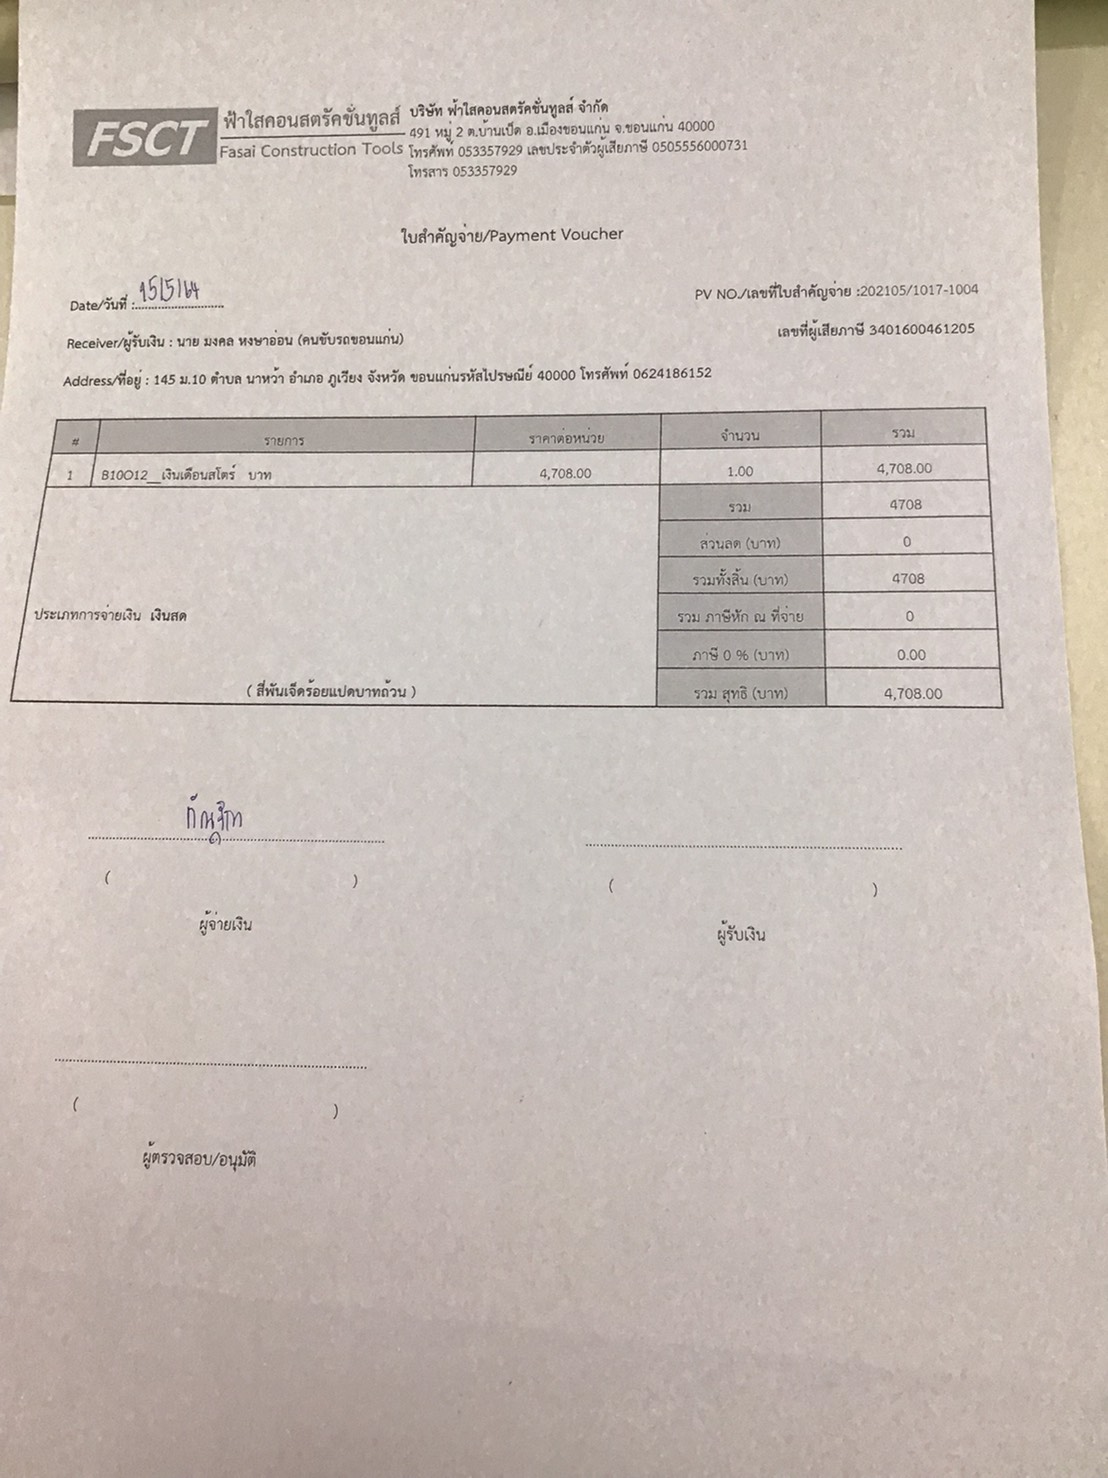 FSCT ฟ้าใสคอนสตรัคชั่นทูลส์
Fasai Construction Tools
บริษัท ฟ้าใสคอนสตรัคชั่นทูลส์ จำกัด
491 หมู่ 2 ต.บ้านเป็ด อ.เมืองขอนแก่น จ.ขอนแก่น 40000
โทรศัพท์ 053357929 เลขประจำตัวผู้เสียภาษี 0505556000731
โทรสาร 053357929
ใบสำคัญจ่าย/Payment Voucher
Date/วันที่ : 15/5/64
PV NO./เลขที่ใบสำคัญจ่าย :202105/1017-1004
Receiver/ผู้รับเงิน : นาย มงคล หงษาอ่อน (คนขับรถขอนแก่น)
เลขที่ผู้เสียภาษี 3401600461205
Address/ที่อยู่ : 145 ม.10 ตำบล นาหว้า อำเภอ ภูเวียง จังหวัด ขอนแก่นรหัสไปรษณีย์ 40000 โทรศัพท์ 0624186152
# รายการ ราคาต่อหน่วย จำนวน รวม
1 B10O12__เงินเดือนสโตร์ บาท 4,708.00 1.00 4,708.00
รวม 4708
ส่วนลด (บาท) 0
รวมทั้งสิ้น (บาท) 4708
ประเภทการจ่ายเงิน เงินสด
รวม ภาษีหัก ณ ที่จ่าย 0
ภาษี 0 % (บาท) 0.00
( สี่พันเจ็ดร้อยแปดบาทถ้วน )
รวม สุทธิ (บาท) 4,708.00
( )
( )
ผู้จ่ายเงิน
ผู้รับเงิน
( )
ผู้ตรวจสอบ/อนุมัติ